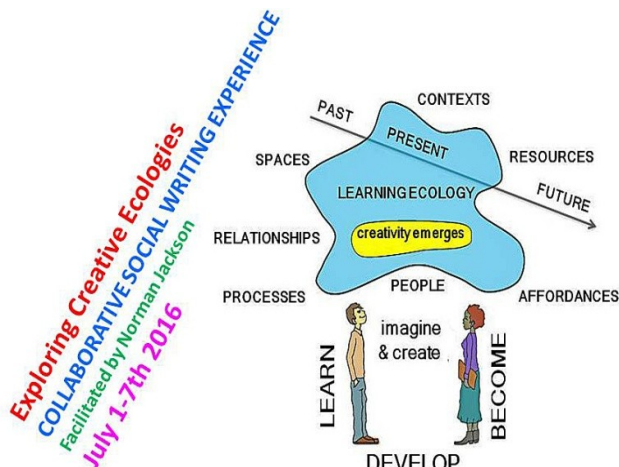 Exploring Creative Ecologies
COLLABORATIVE SOCIAL WRITING EXPERIENCE
Facilitated by Norman Jackson
July 1-7th 2016
CONTEXTS
PAST
PRESENT
FUTURE
SPACES
RESOURCES
LEARNING ECOLOGY
RELATIONSHIPS
creativity emerges
PROCESSES
PEOPLE
AFFORDANCES
LEARN
imagine
& create
BECOME
DEVELOP